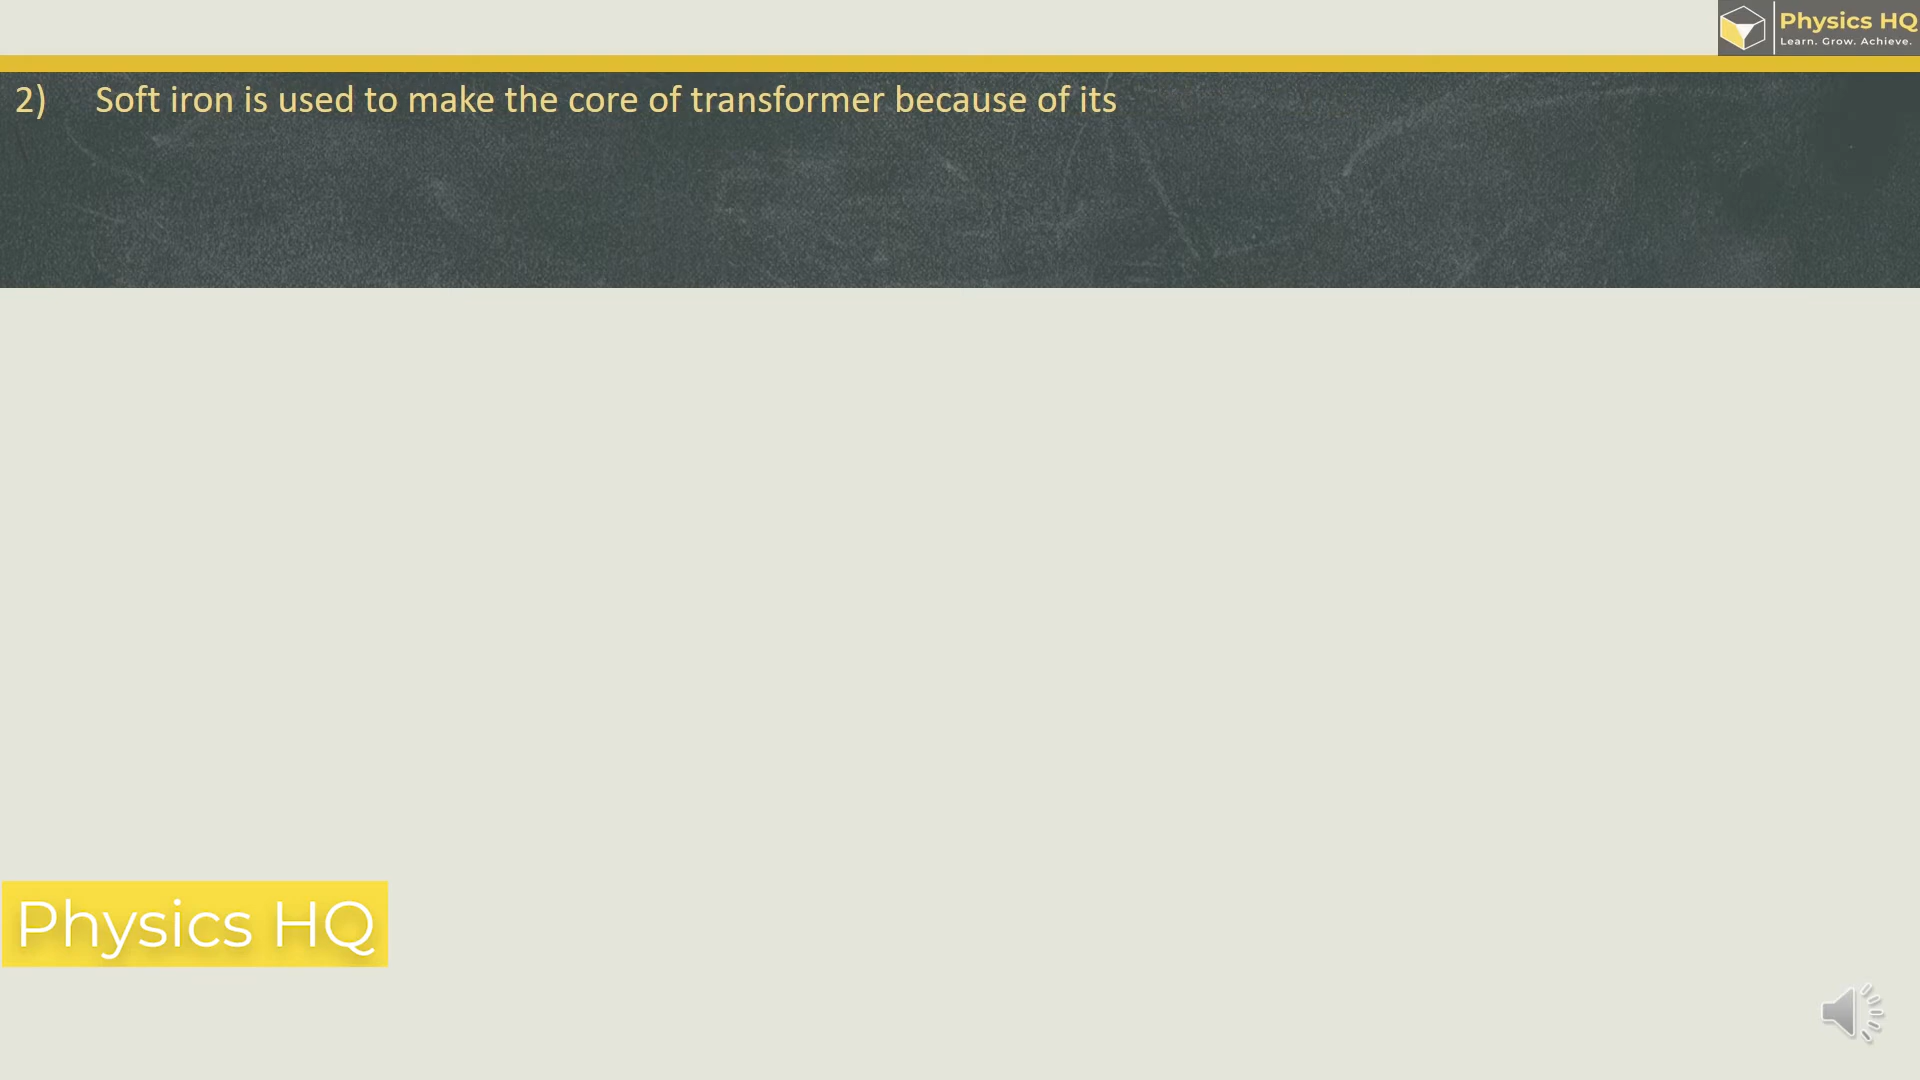 Physics HQ
Learn. Grow. Achieve.
2) Soft iron is used to make the core of transformer because of its
Physics HQ